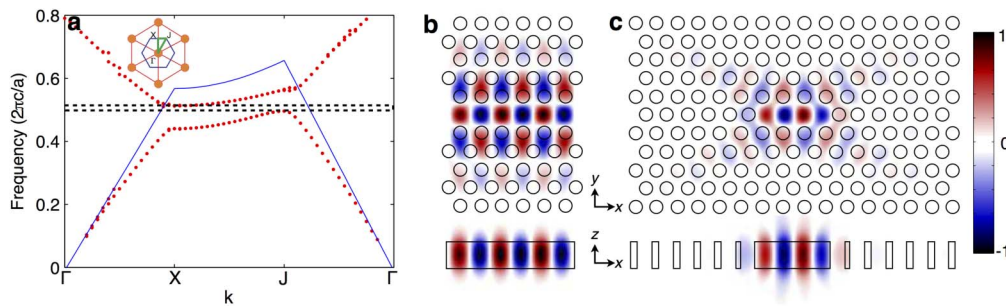 a
b
c
Frequency (2πc/a)
0.8
0.6
0.4
0.2
0
X
J
Γ
Γ
X
J
Γ
k
y
x
z
x
1
0
-1